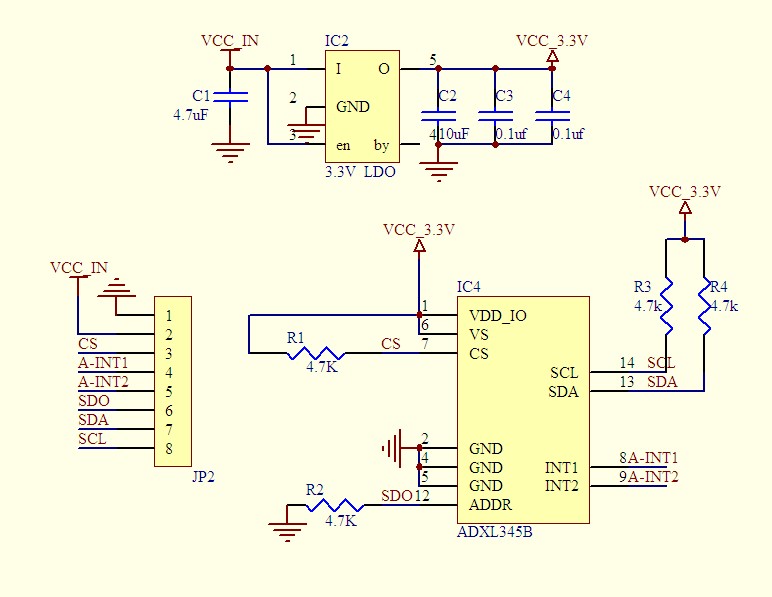 VCC_IN IC2 VCC_3.3V
1 I O 5
C1 4.7uF
2 GND
C2 C3 C4
3 en by 4 10uF 0.1uf 0.1uf
3.3V LDO
VCC_3.3V
VCC_3.3V
VCC_IN IC4
R3 4.7k R4 4.7k
1 1 VDD_IO
2 6 VS
CS 3 R1 CS 7 CS
A-INT1 4 4.7K SCL 14 SCL
A-INT2 5 SDA 13 SDA
SDO 6
SDA 7
SCL 8 2 GND
4 GND INT1 8 A-INT1
JP2 5 GND INT2 9 A-INT2
R2 SDO 12 ADDR
4.7K
ADXL345B